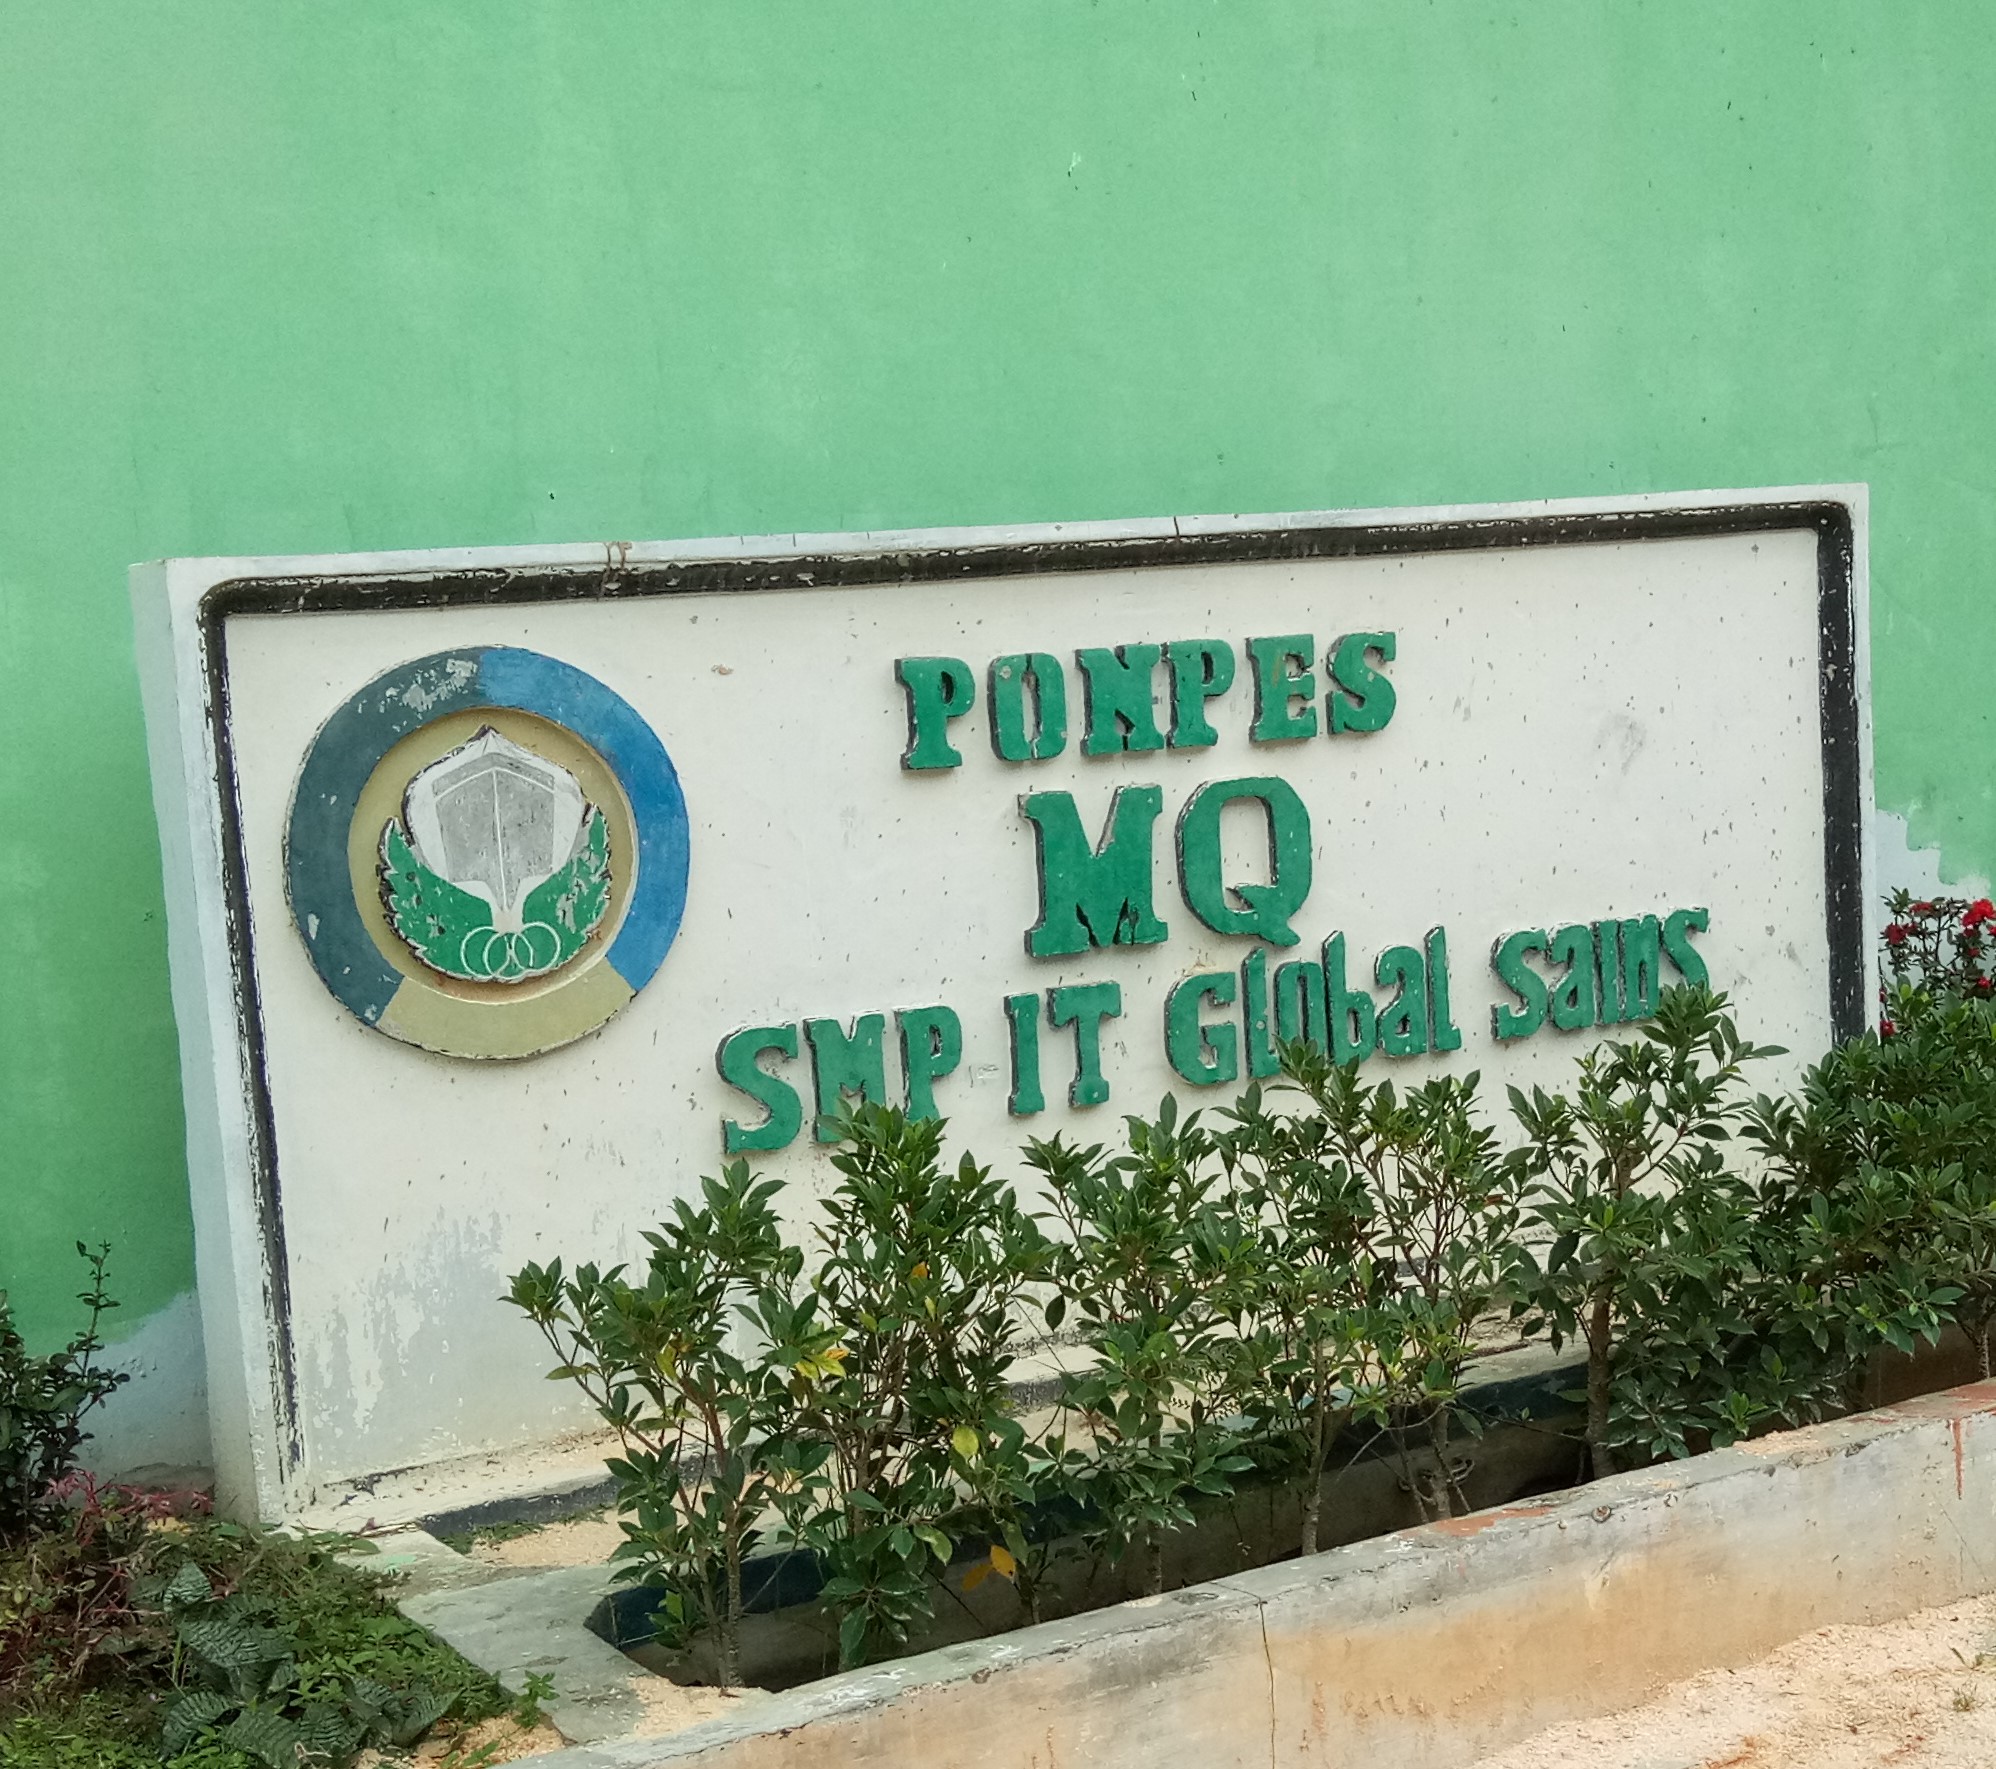 PONPES
MQ
SMP IT Global Sains